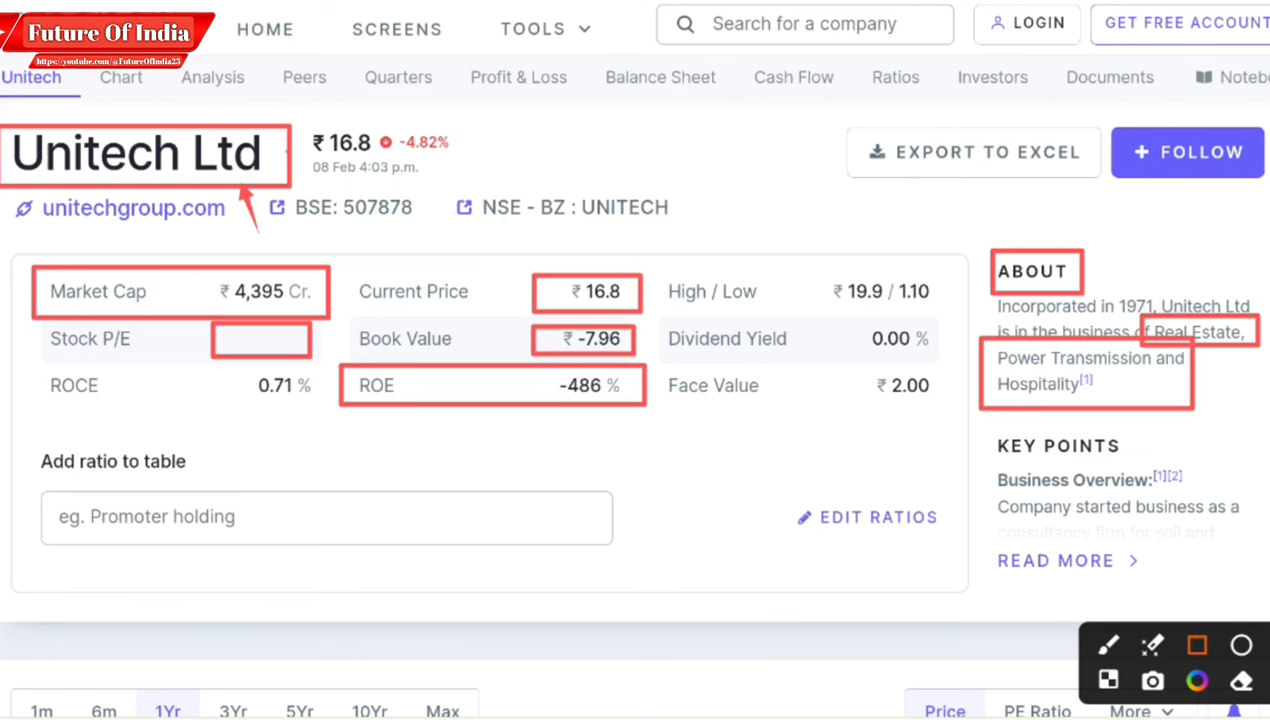 Future Of India
https://youtube.com/@FutureOfIndia23
HOME SCREENS TOOLS Search for a company LOGIN GET FREE ACCOUNT
Unitech Chart Analysis Peers Quarters Profit & Loss Balance Sheet Cash Flow Ratios Investors Documents Noteb
Unitech Ltd
₹ 16.8 -4.82%
08 Feb 4:03 p.m.
EXPORT TO EXCEL + FOLLOW
unitechgroup.com BSE: 507878 NSE - BZ : UNITECH
Market Cap ₹ 4,395 Cr. Current Price ₹ 16.8 High / Low ₹ 19.9 / 1.10
Stock P/E Book Value ₹ -7.96 Dividend Yield 0.00 %
ROCE 0.71 % ROE -486 % Face Value ₹ 2.00
Add ratio to table
eg. Promoter holding
EDIT RATIOS
ABOUT
Incorporated in 1971, Unitech Ltd
is in the business of Real Estate,
Power Transmission and
Hospitality[1]
KEY POINTS
Business Overview:[1][2]
Company started business as a
consultancy firm for soil and
READ MORE
1m 6m 1Yr 3Yr 5Yr 10Yr Max Price PE Ratio More